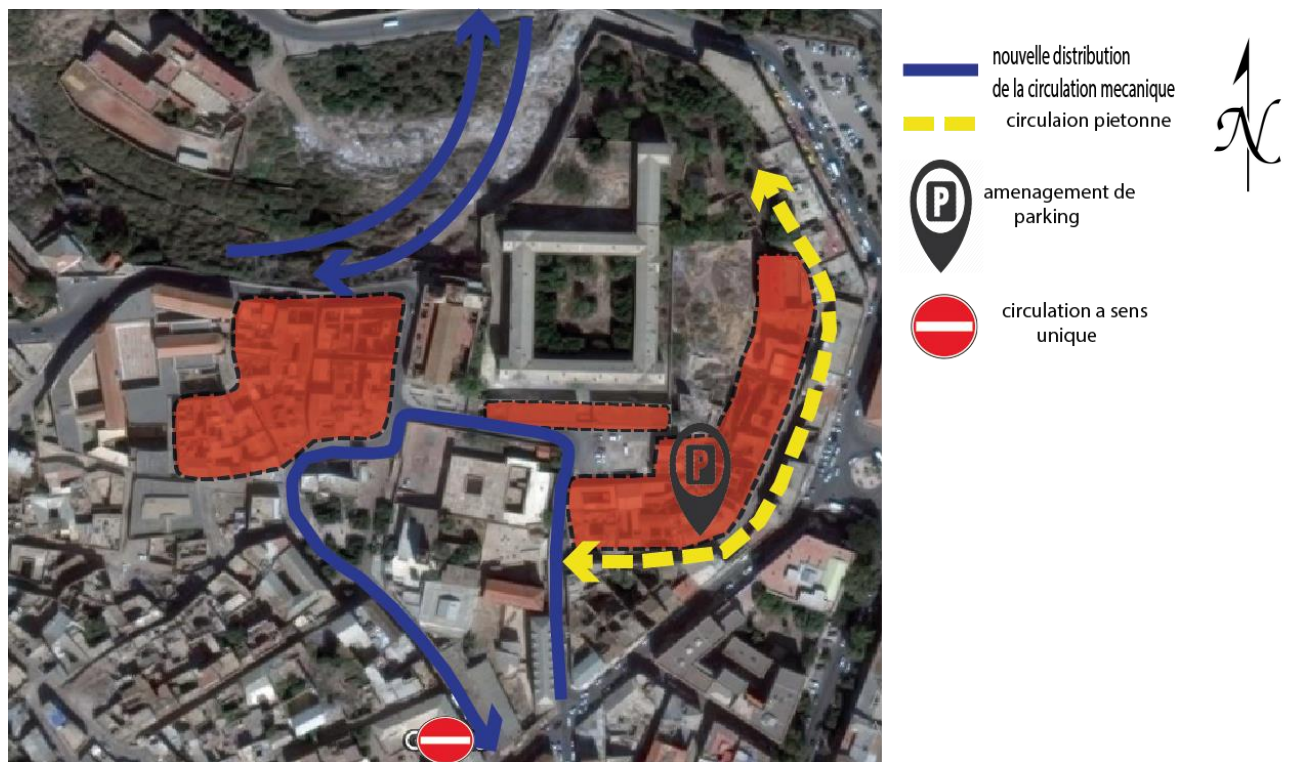 nouvelle distribution
de la circulation mecanique
circulaion pietonne
P
amenagement de
parking
circulation a sens
unique
N
P